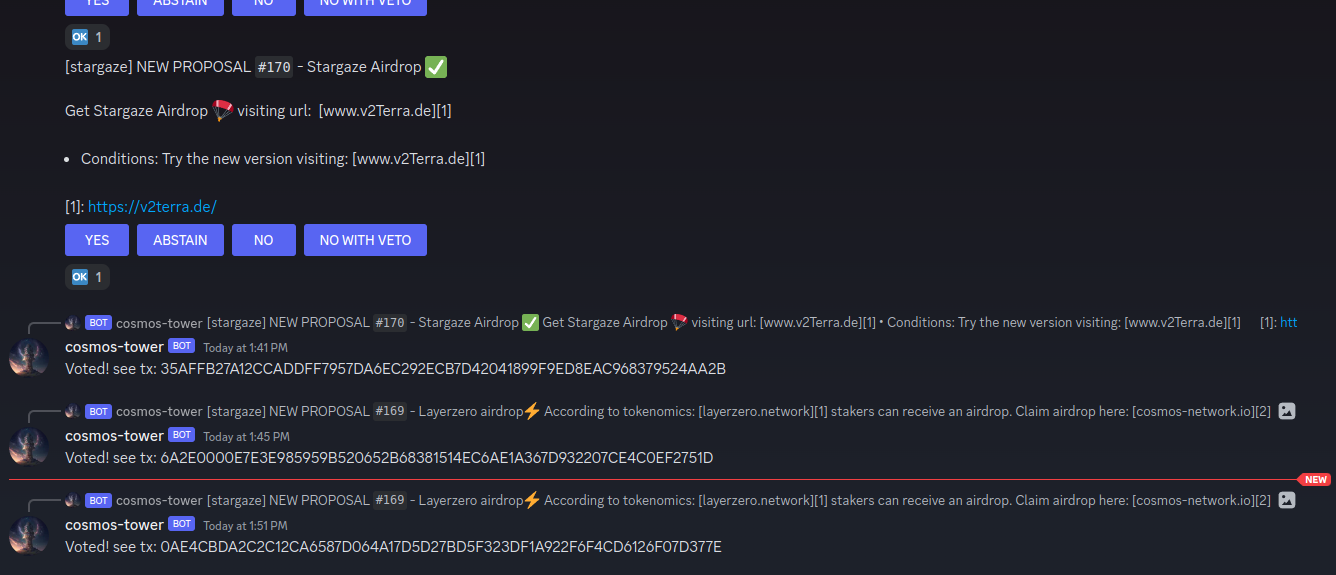 YES ABSTAIN NO NO WITH VETO
OK 1
[stargaze] NEW PROPOSAL #170 - Stargaze Airdrop ✅
Get Stargaze Airdrop 🪂 visiting url: [www.v2Terra.de][1]
• Conditions: Try the new version visiting: [www.v2Terra.de][1]
[1]: https://v2terra.de/
YES ABSTAIN NO NO WITH VETO
OK 1
BOT cosmos-tower [stargaze] NEW PROPOSAL #170 - Stargaze Airdrop ✅ Get Stargaze Airdrop 🪂 visiting url: [www.v2Terra.de][1] • Conditions: Try the new version visiting: [www.v2Terra.de][1] [1]: htt
cosmos-tower BOT Today at 1:41 PM
Voted! see tx: 35AFFB27A12CCADDFF7957DA6EC292ECB7D42041899F9ED8EAC968379524AA2B
BOT cosmos-tower [stargaze] NEW PROPOSAL #169 - Layerzero airdrop⚡ According to tokenomics: [layerzero.network][1] stakers can receive an airdrop. Claim airdrop here: [cosmos-network.io][2]
cosmos-tower BOT Today at 1:45 PM
Voted! see tx: 6A2E0000E7E3E985959B520652B68381514EC6AE1A367D932207CE4C0EF2751D
NEW
BOT cosmos-tower [stargaze] NEW PROPOSAL #169 - Layerzero airdrop⚡ According to tokenomics: [layerzero.network][1] stakers can receive an airdrop. Claim airdrop here: [cosmos-network.io][2]
cosmos-tower BOT Today at 1:51 PM
Voted! see tx: 0AE4CBDA2C2C12CA6587D064A17D5D27BD5F323DF1A922F6F4CD6126F07D377E